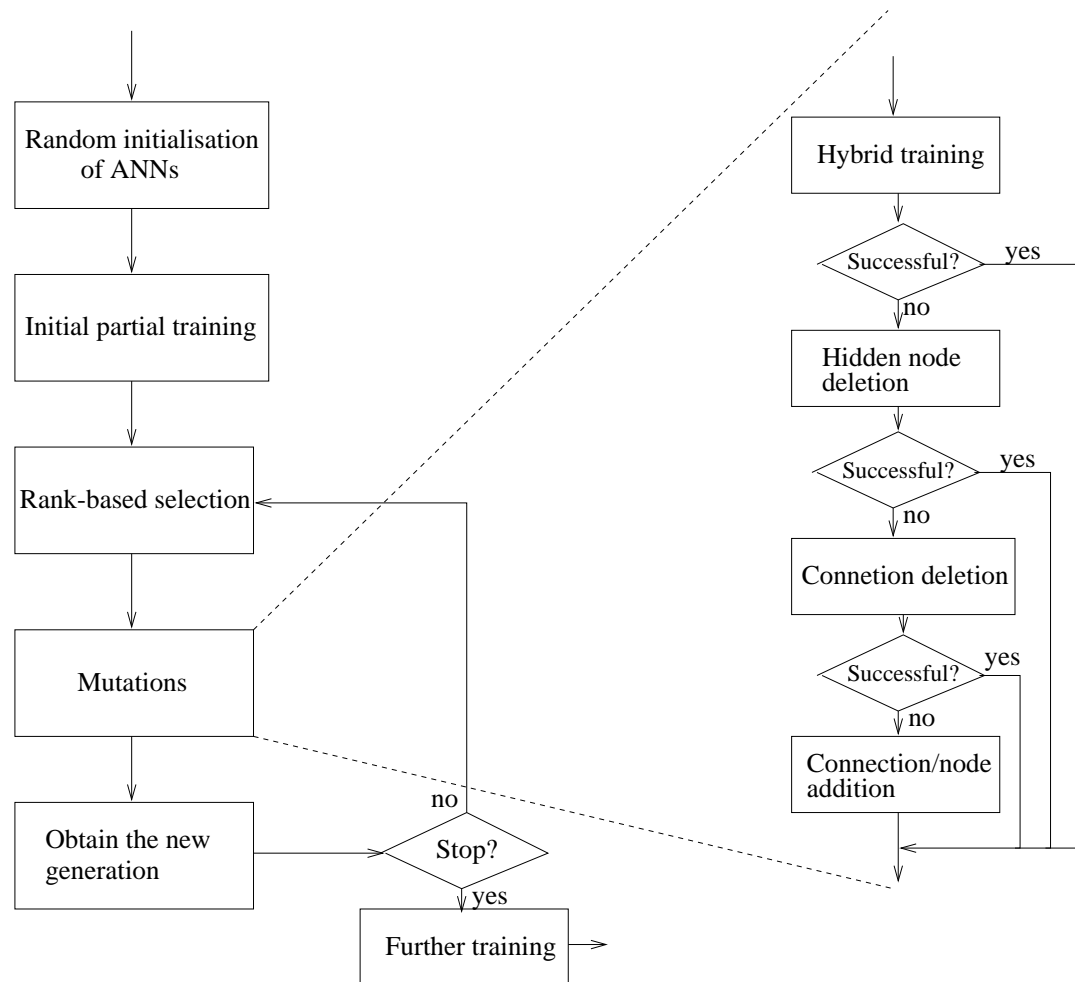 Random initialisation
of ANNs
Initial partial training
Rank-based selection
Mutations
Obtain the new
generation
no
Stop?
yes
Further training
Hybrid training
Successful?
yes
no
Hidden node
deletion
Successful?
yes
no
Connetion deletion
Successful?
yes
no
Connection/node
addition